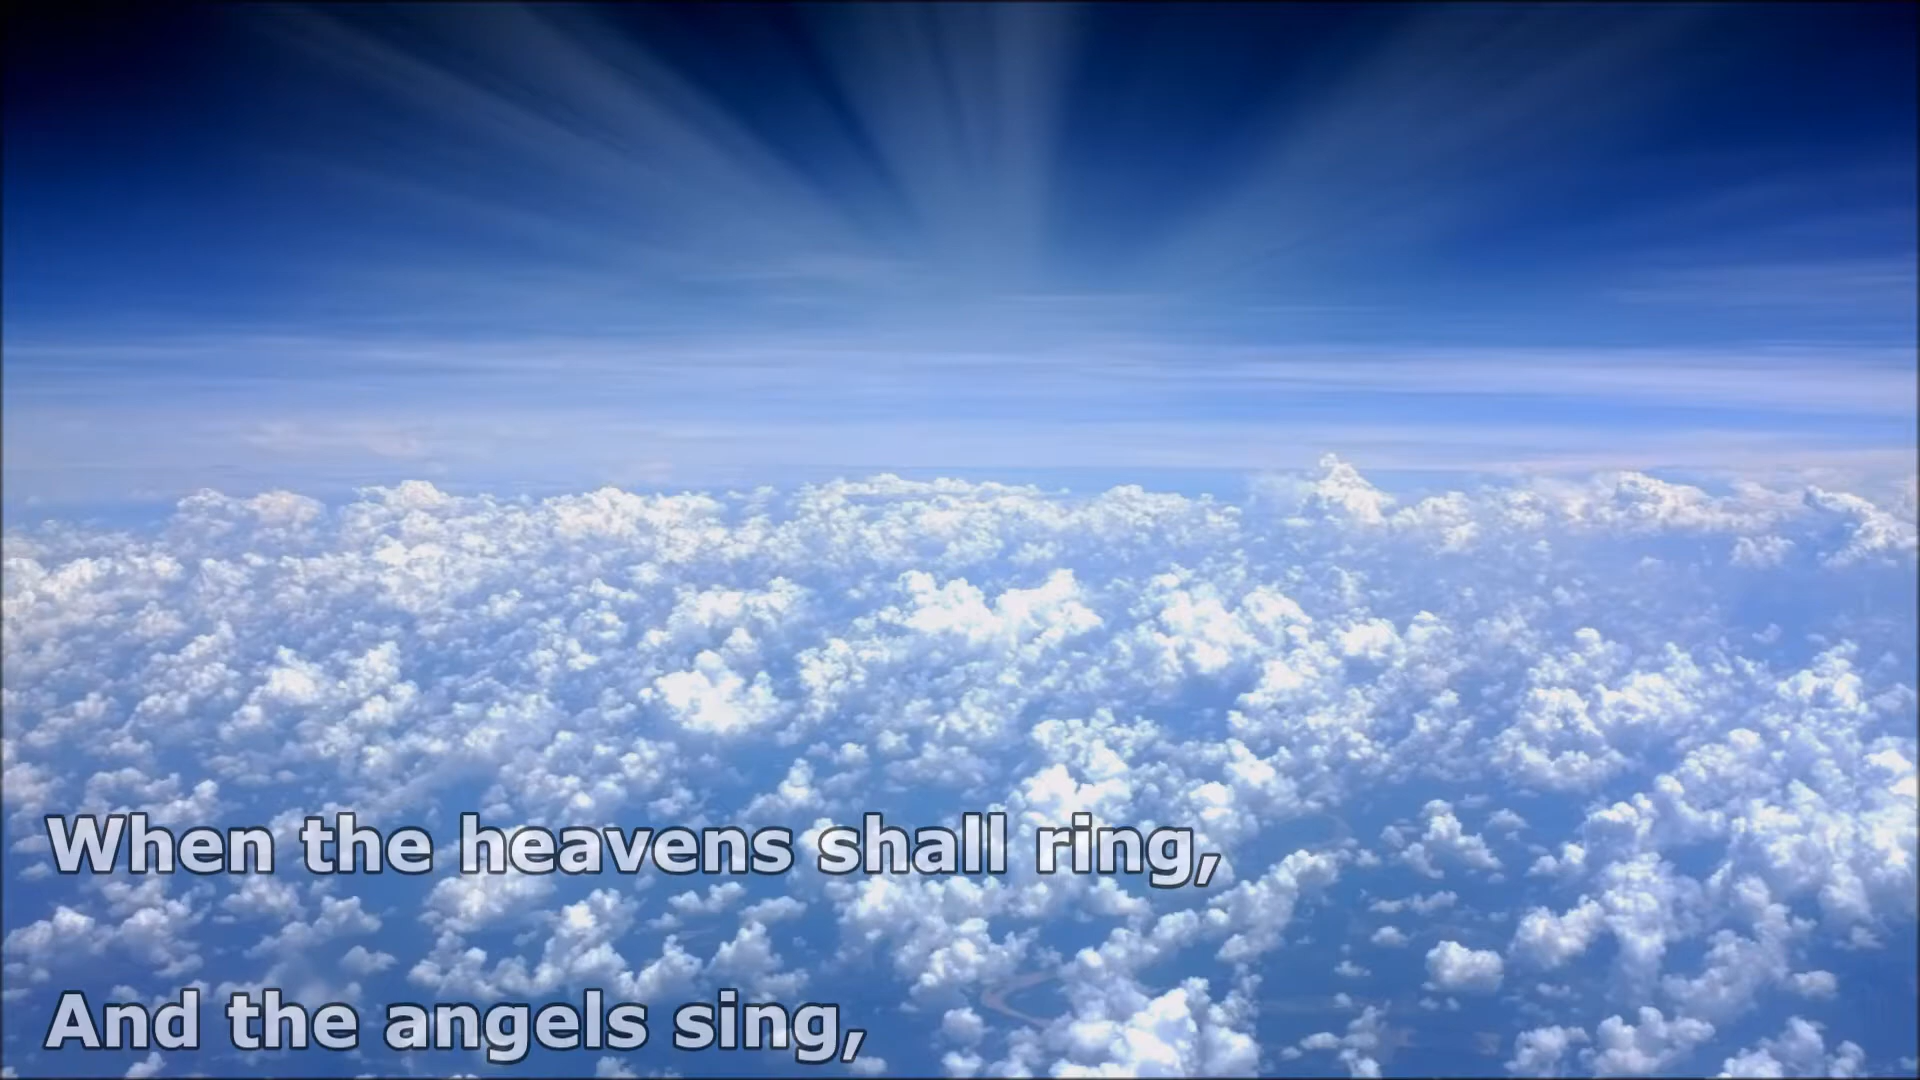 When the heavens shall ring,
And the angels sing,